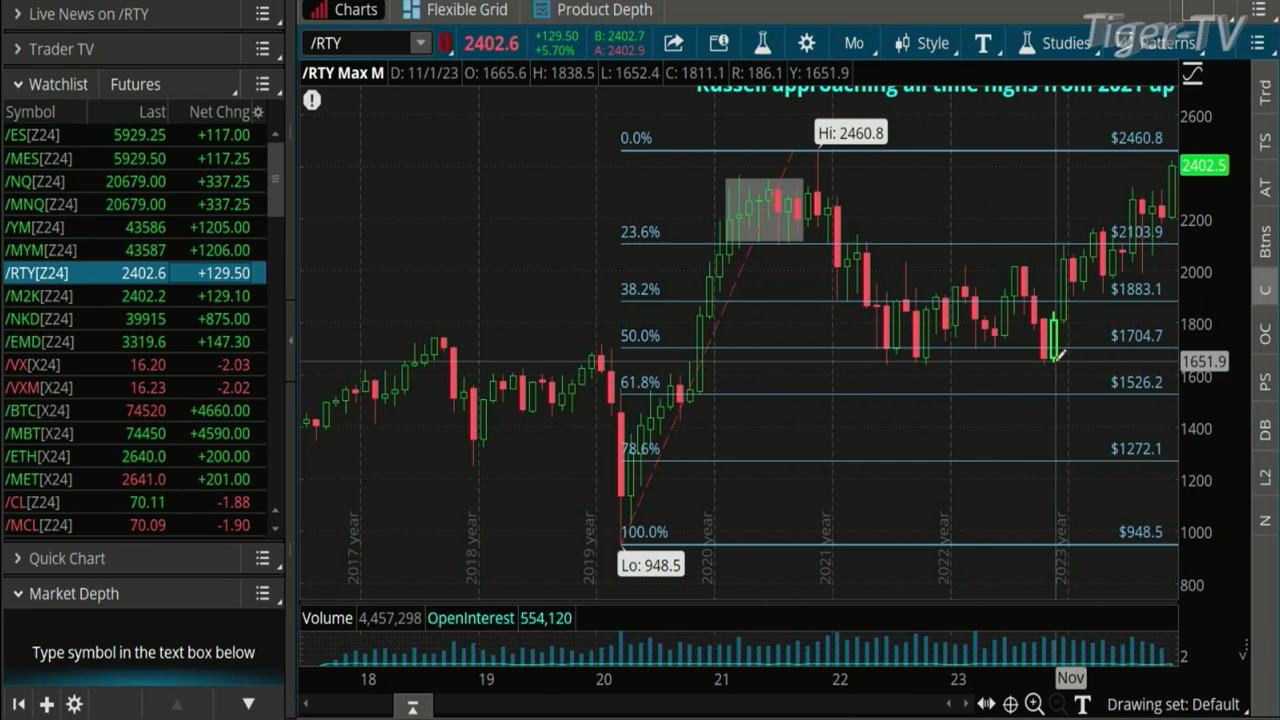 Live News on /RTY
Charts Flexible Grid Product Depth
Tiger-TV
Trader TV
/RTY 2402.6 +129.50 +5.70% B: 2402.7 A: 2402.9 Mo Style T Studies Patterns
Watchlist Futures
/RTY Max M D: 11/1/23 O: 1665.6 H: 1838.5 L: 1652.4 C: 1811.1 R: 186.1 Y: 1651.9
Russell approaching all time highs from 2021 up
Symbol Last Net Chng
/ES[Z24] 5929.25 +117.00
/MES[Z24] 5929.50 +117.25
/NQ[Z24] 20679.00 +337.25
/MNQ[Z24] 20679.00 +337.25
/YM[Z24] 43586 +1205.00
/MYM[Z24] 43587 +1206.00
/RTY[Z24] 2402.6 +129.50
/M2K[Z24] 2402.2 +129.10
/NKD[Z24] 39915 +875.00
/EMD[Z24] 3319.6 +147.30
/VX[X24] 16.20 -2.03
/VXM[X24] 16.23 -2.02
/BTC[X24] 74520 +4660.00
/MBT[X24] 74450 +4590.00
/ETH[X24] 2640.0 +200.00
/MET[X24] 2641.0 +201.00
/CL[Z24] 70.11 -1.88
/MCL[Z24] 70.09 -1.90
Quick Chart
Market Depth
Type symbol in the text box below
Hi: 2460.8
0.0% $2460.8
23.6% $2103.9
38.2% $1883.1
50.0% $1704.7
61.8% $1526.2
78.6% $1272.1
100.0% $948.5
Lo: 948.5
2600
2402.5
2200
2000
1800
1651.9
1600
1400
1200
1000
800
2017 year
2018 year
2019 year
2020 year
2021 year
2022 year
2023 year
Volume 4,457,298 OpenInterest 554,120
2
18 19 20 21 22 23 Nov
T Drawing set: Default
Trd
TS
AT
Btns
C
OC
PS
DB
L2
N